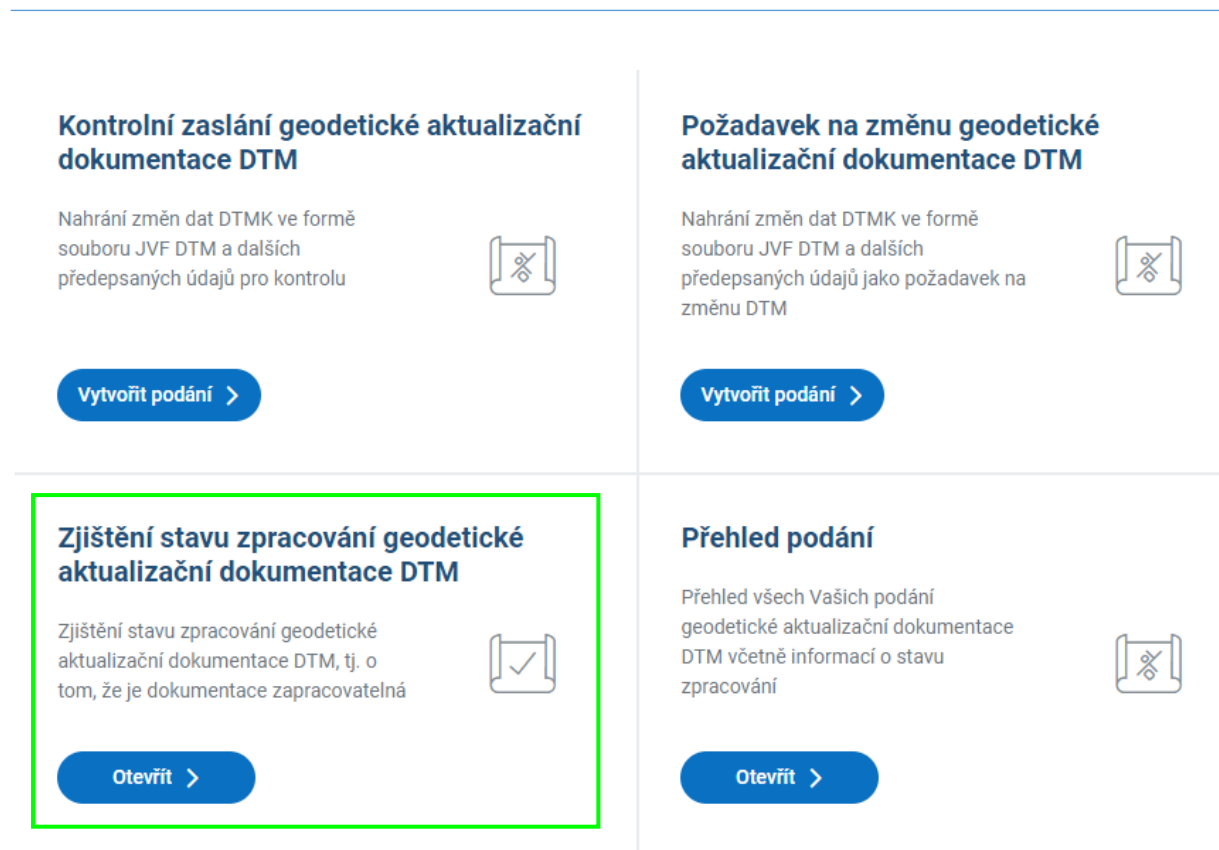 Kontrolní zaslání geodetické aktualizační
dokumentace DTM
Nahrání změn dat DTMK ve formě
souboru JVF DTM a dalších
předepsaných údajů pro kontrolu
Vytvořit podání
Požadavek na změnu geodetické
aktualizační dokumentace DTM
Nahrání změn dat DTMK ve formě
souboru JVF DTM a dalších
předepsaných údajů jako požadavek na
změnu DTM
Vytvořit podání
Zjištění stavu zpracování geodetické
aktualizační dokumentace DTM
Zjištění stavu zpracování geodetické
aktualizační dokumentace DTM, tj. o
tom, že je dokumentace zapracovatelná
Otevřít
Přehled podání
Přehled všech Vašich podání
geodetické aktualizační dokumentace
DTM včetně informací o stavu
zpracování
Otevřít